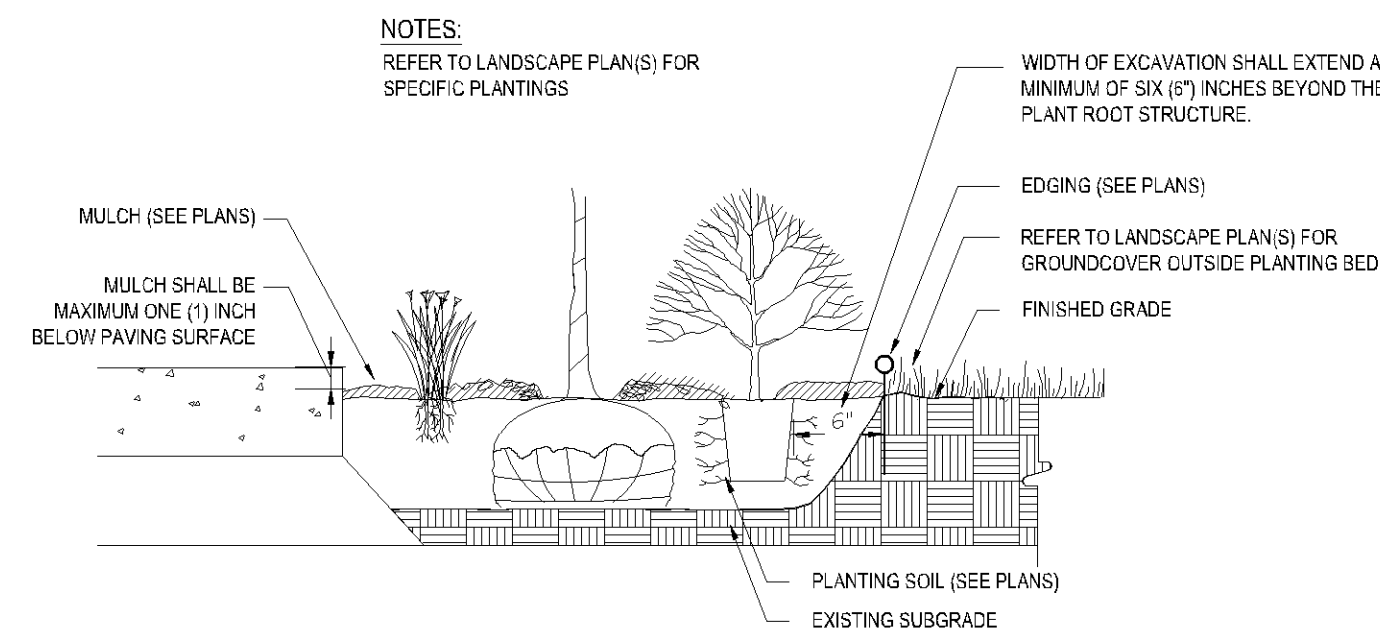 NOTES:
REFER TO LANDSCAPE PLAN(S) FOR
SPECIFIC PLANTINGS
WIDTH OF EXCAVATION SHALL EXTEND A
MINIMUM OF SIX (6") INCHES BEYOND THE
PLANT ROOT STRUCTURE.
EDGING (SEE PLANS)
REFER TO LANDSCAPE PLAN(S) FOR
GROUNDCOVER OUTSIDE PLANTING BED
FINISHED GRADE
MULCH (SEE PLANS)
MULCH SHALL BE
MAXIMUM ONE (1) INCH
BELOW PAVING SURFACE
6"
PLANTING SOIL (SEE PLANS)
EXISTING SUBGRADE